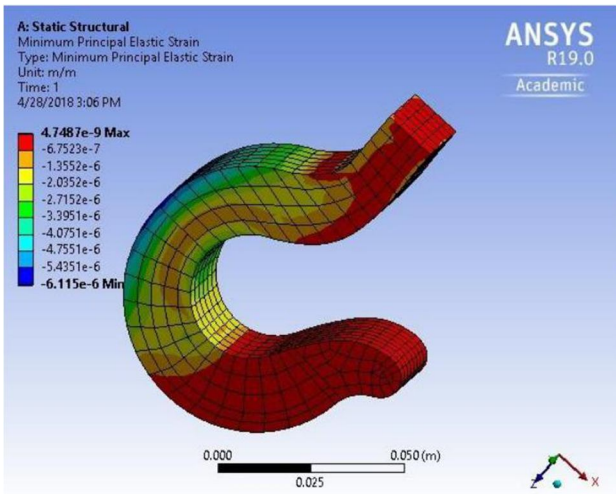 A: Static Structural
Minimum Principal Elastic Strain
Type: Minimum Principal Elastic Strain
Unit: m/m
Time: 1
4/28/2018 3:06 PM
4.7487e-9 Max
-6.7523e-7
-1.3552e-6
-2.0352e-6
-2.7152e-6
-3.3951e-6
-4.0751e-6
-4.7551e-6
-5.4351e-6
-6.115e-6 Min
ANSYS
R19.0
Academic
0.000
0.050 (m)
0.025
Z
X